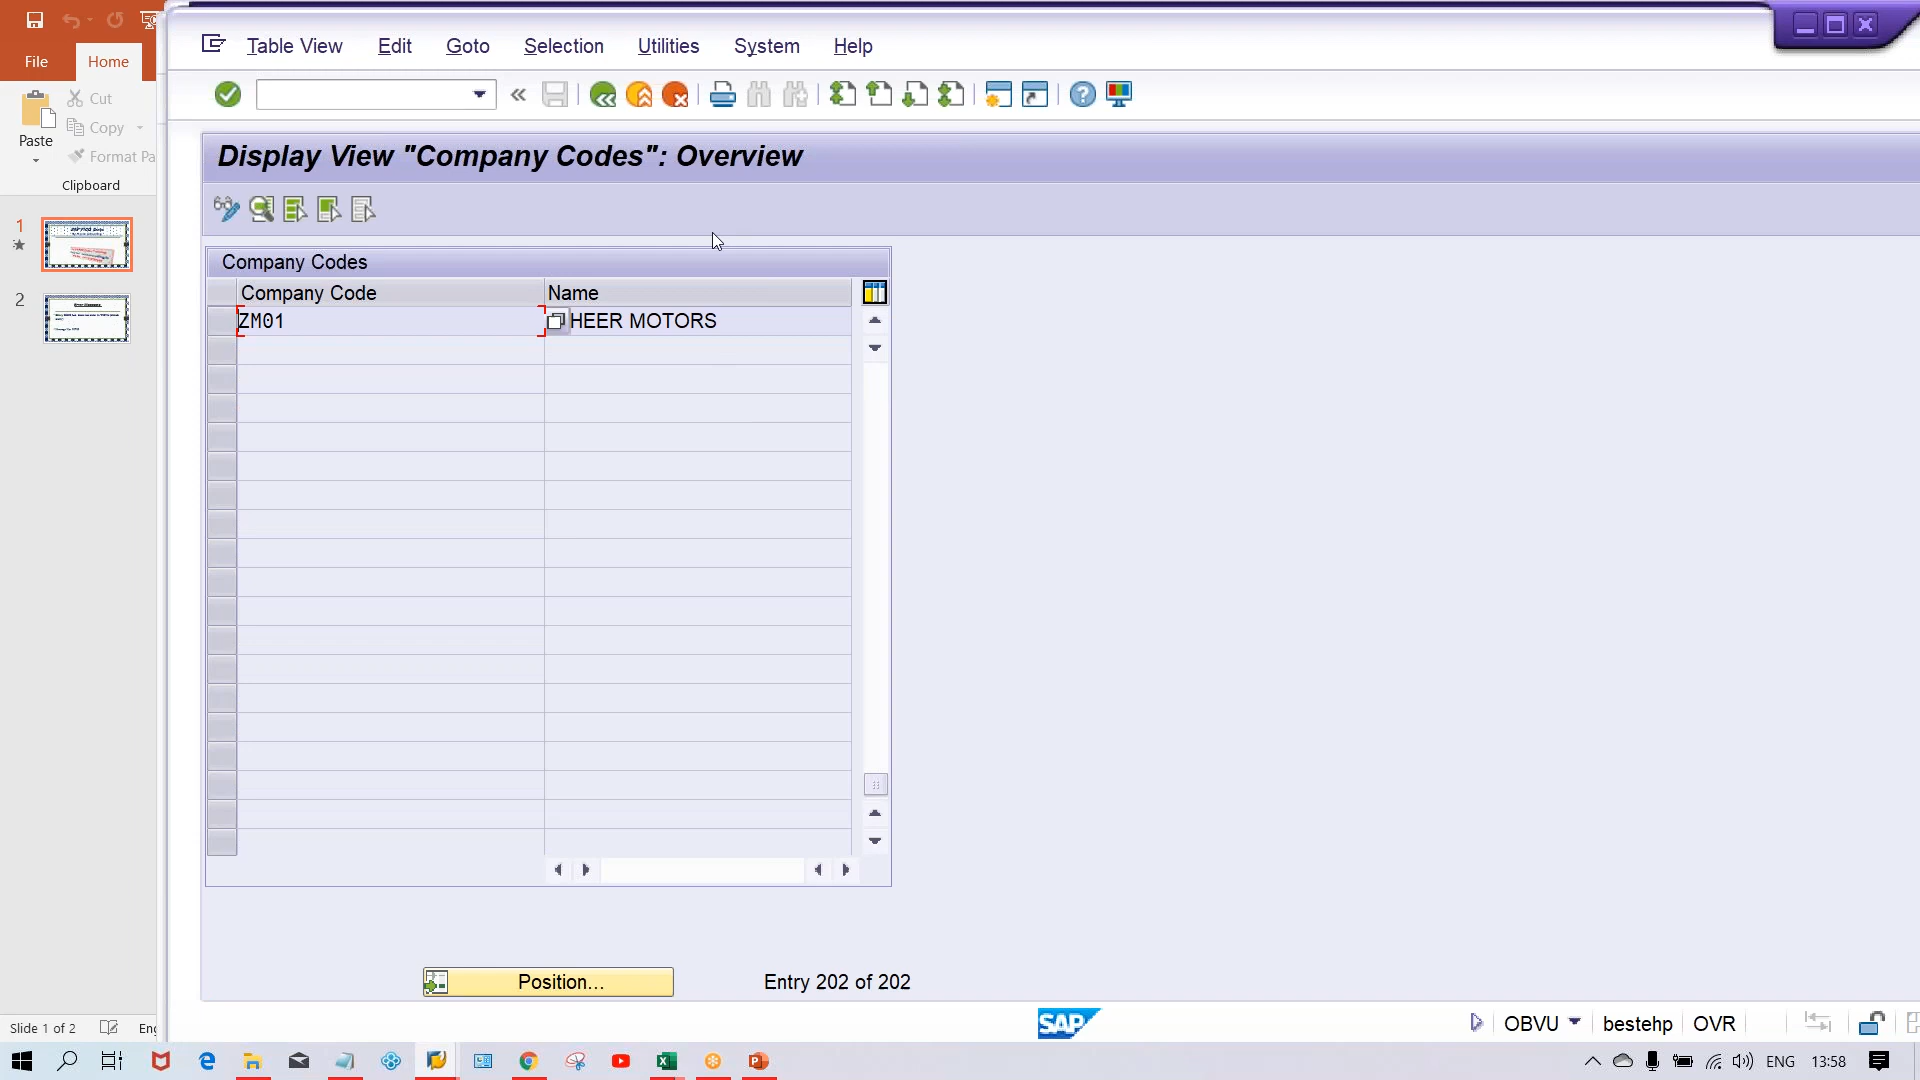 Table View Edit Goto Selection Utilities System Help
File Home
Cut
Copy
Format Pa
Paste
Clipboard
Display View "Company Codes": Overview
Company Codes
Company Code Name
ZM01 HEER MOTORS
1
2
Position... Entry 202 of 202
SAP
OBVU bestehp OVR
Slide 1 of 2
ENG 13:58